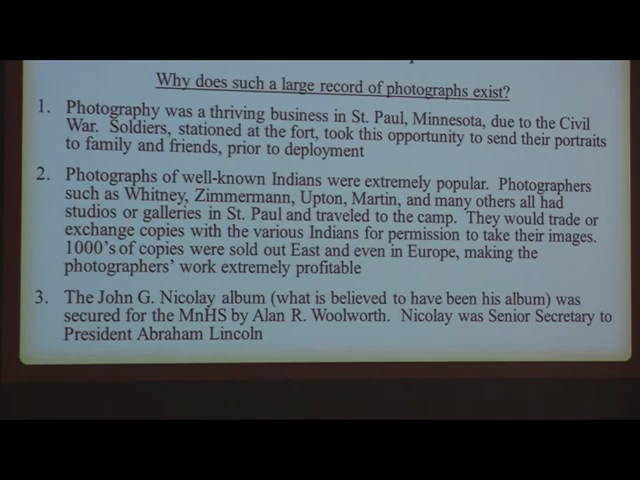 Why does such a large record of photographs exist?
1. Photography was a thriving business in St. Paul, Minnesota, due to the Civil
War. Soldiers, stationed at the fort, took this opportunity to send their portraits
to family and friends, prior to deployment
2. Photographs of well-known Indians were extremely popular. Photographers
such as Whitney, Zimmermann, Upton, Martin, and many others all had
studios or galleries in St. Paul and traveled to the camp. They would trade or
exchange copies with the various Indians for permission to take their images.
1000's of copies were sold out East and even in Europe, making the
photographers' work extremely profitable
3. The John G. Nicolay album (what is believed to have been his album) was
secured for the MnHS by Alan R. Woolworth. Nicolay was Senior Secretary to
President Abraham Lincoln